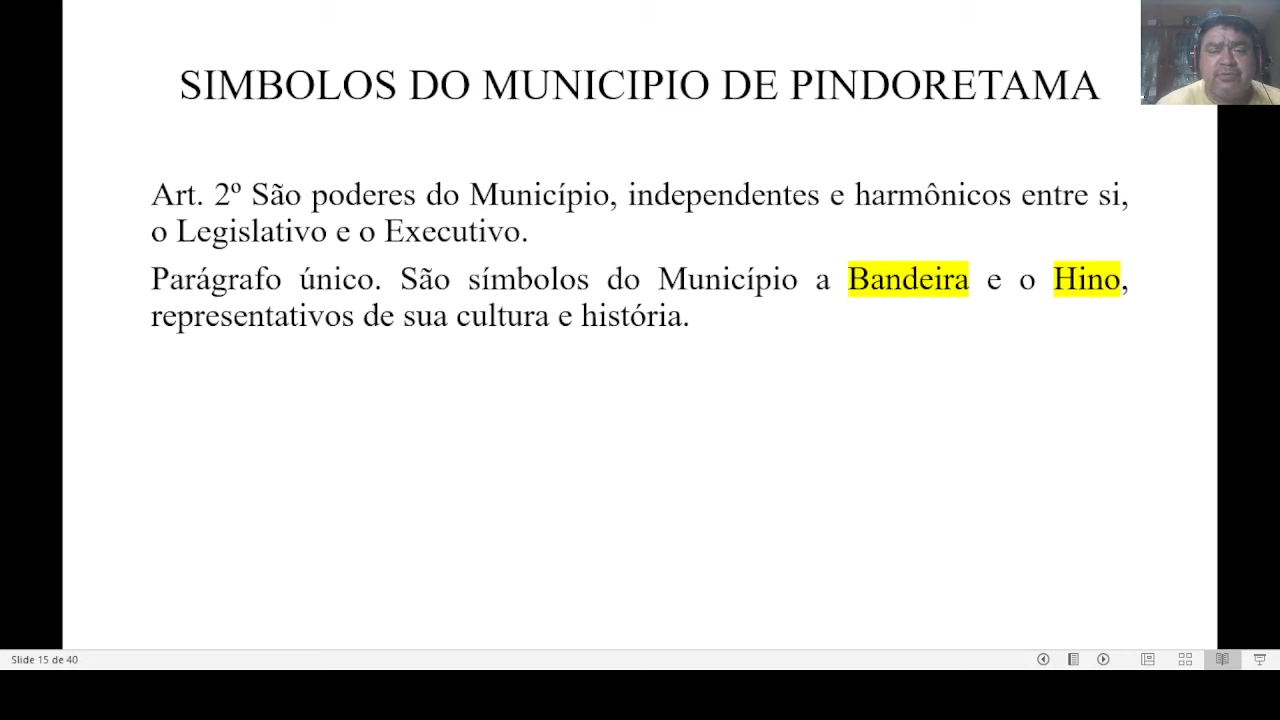 SIMBOLOS DO MUNICIPIO DE PINDORETAMA
Art. 2º São poderes do Município, independentes e harmônicos entre si,
o Legislativo e o Executivo.
Parágrafo único. São símbolos do Município a Bandeira e o Hino,
representativos de sua cultura e história.
Slide 15 de 40